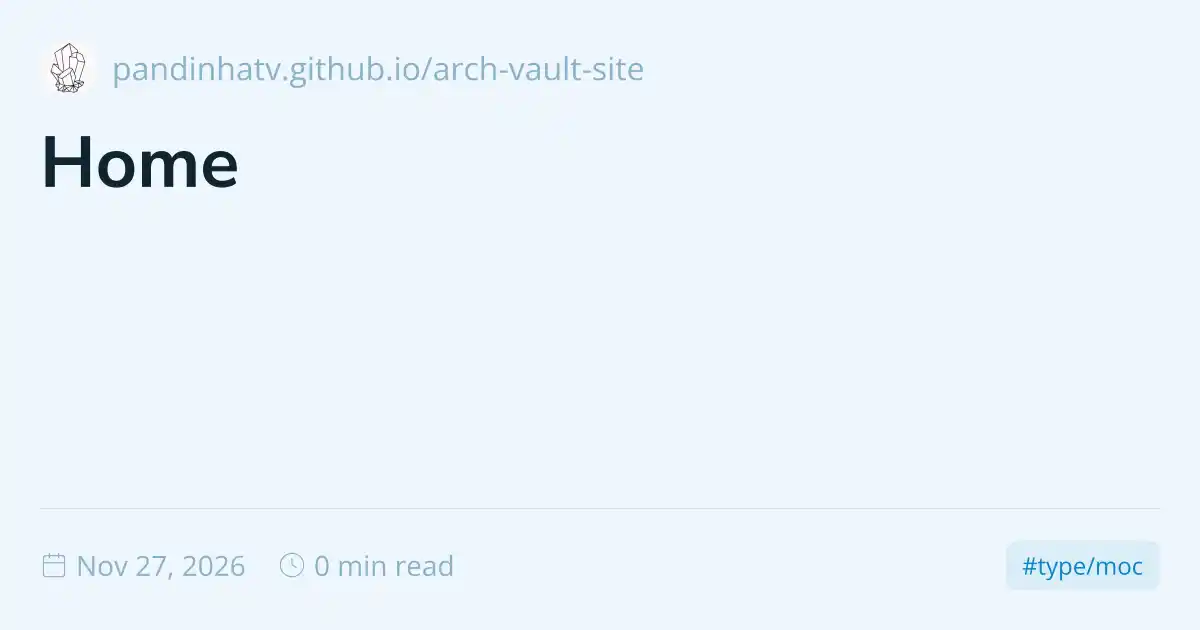 pandinhatv.github.io/arch-vault-site
Home
Nov 27, 2026 0 min read #type/moc